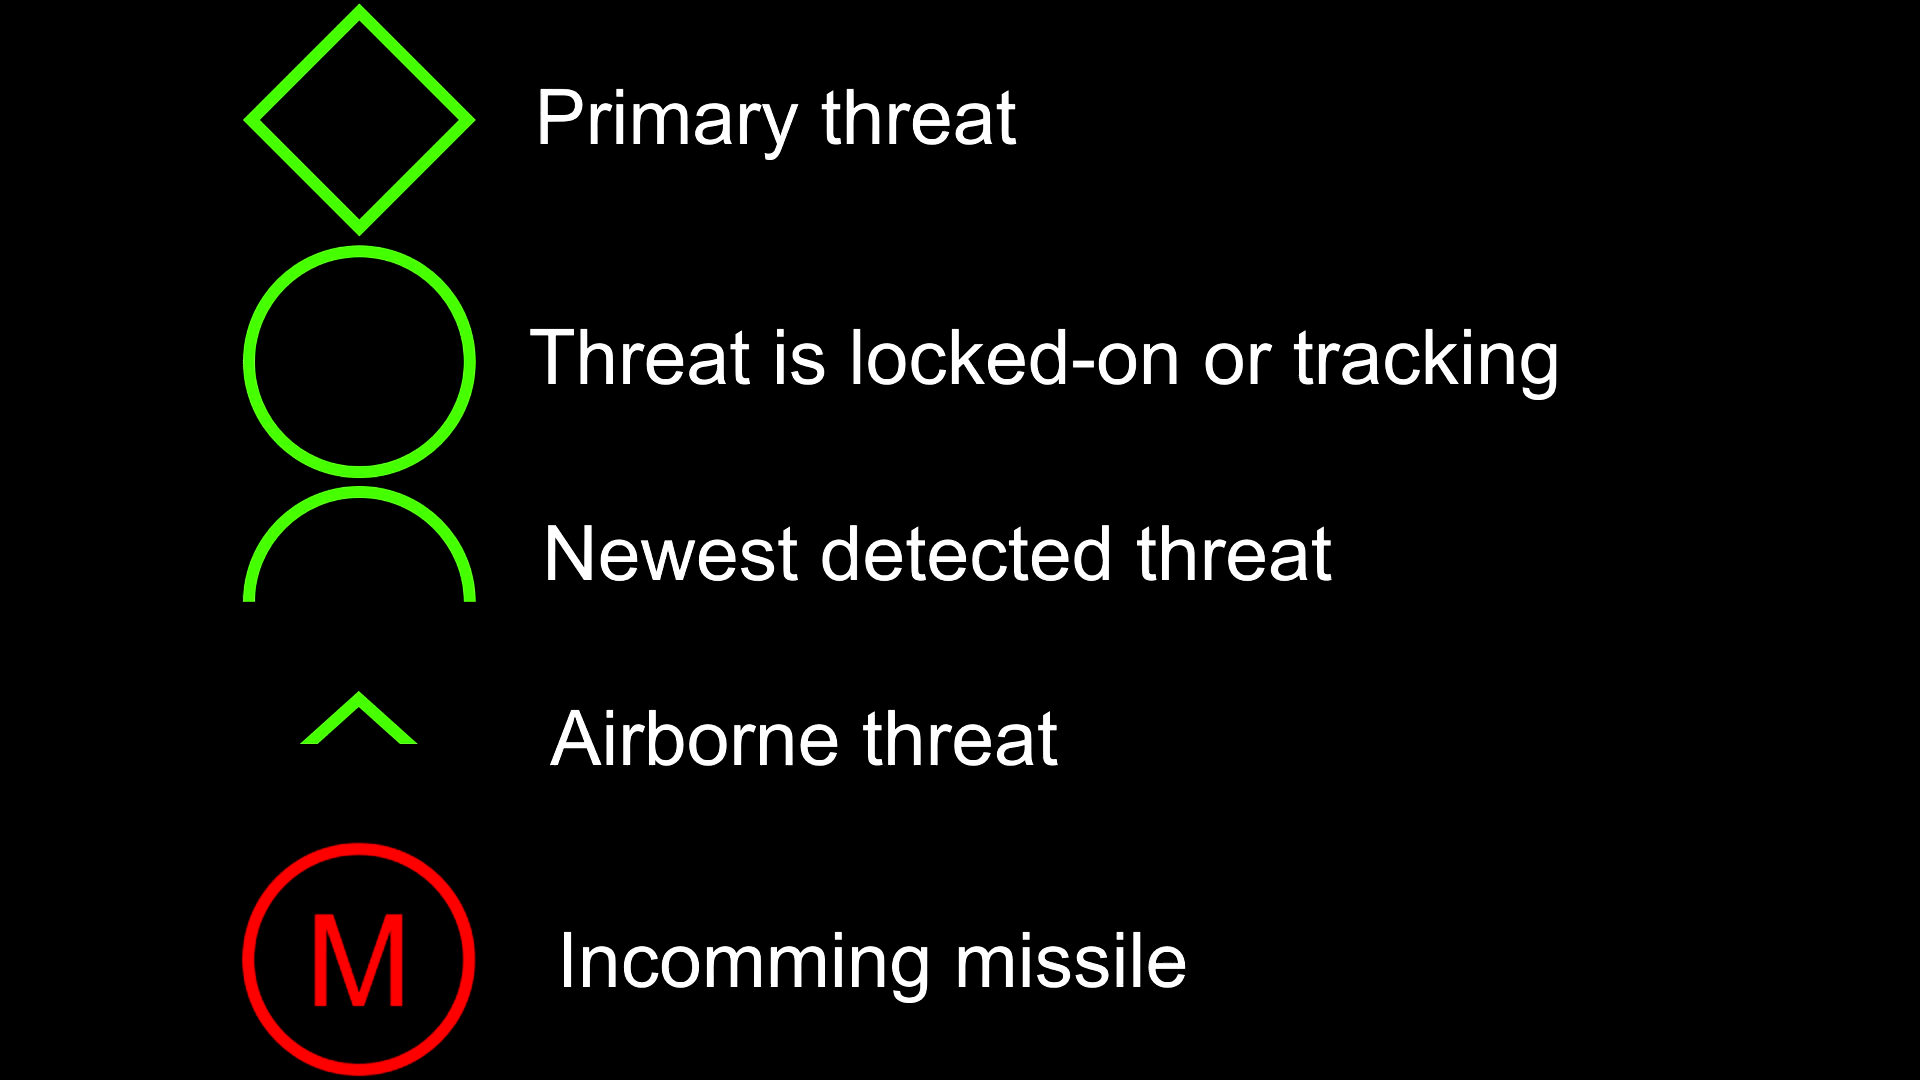 Primary threat
Threat is locked-on or tracking
Newest detected threat
Airborne threat
M
Incomming missile